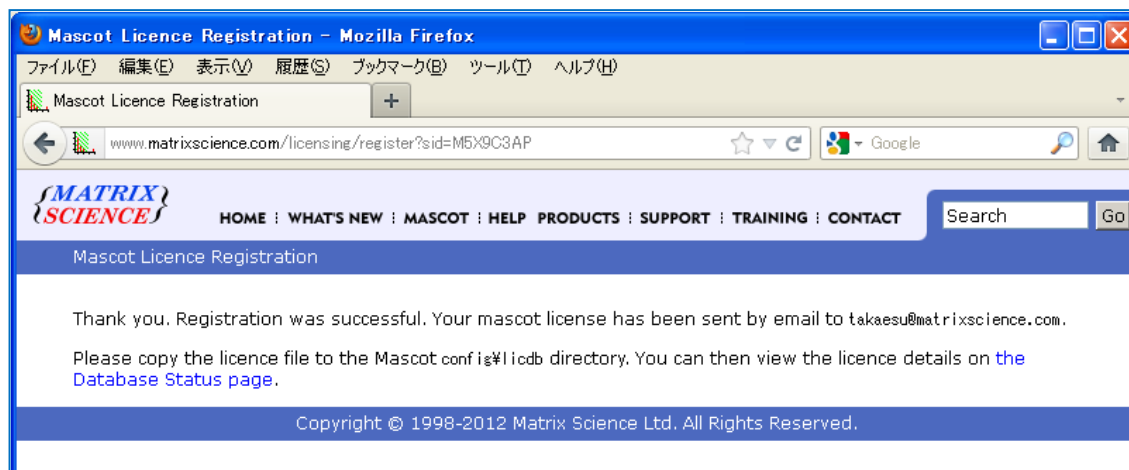 Mascot Licence Registration - Mozilla Firefox
ファイル(F) 編集(E) 表示(V) 履歴(S) ブックマーク(B) ツール(T) ヘルプ(H)
Mascot Licence Registration +
www.matrixscience.com/licensing/register?sid=M5X9C3AP Google
{MATRIX
SCIENCE}
HOME ⁝ WHAT'S NEW ⁝ MASCOT ⁝ HELP PRODUCTS ⁝ SUPPORT ⁝ TRAINING ⁝ CONTACT Search Go
Mascot Licence Registration
Thank you. Registration was successful. Your mascot license has been sent by email to takaesu@matrixscience.com.
Please copy the licence file to the Mascot config¥licdb directory. You can then view the licence details on the
Database Status page.
Copyright © 1998-2012 Matrix Science Ltd. All Rights Reserved.